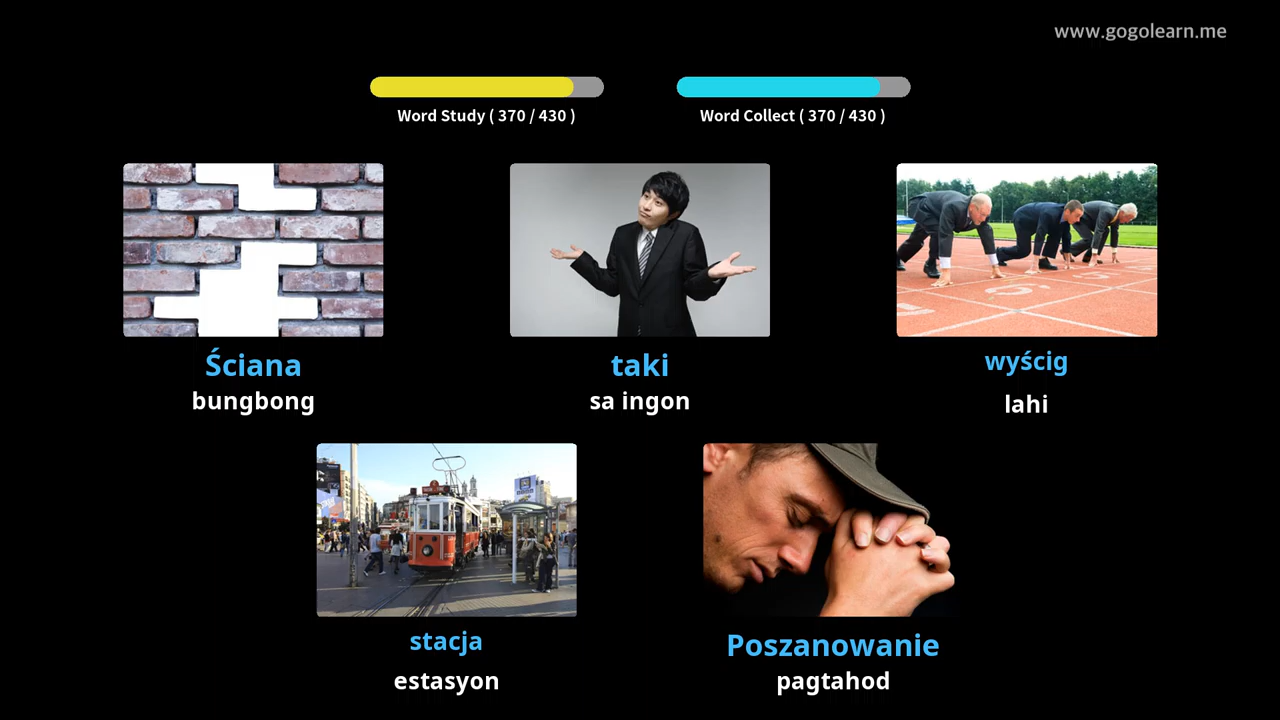 www.gogolearn.me
Word Study ( 370 / 430 )
Word Collect ( 370 / 430 )
Ściana
bungbong
taki
sa ingon
wyścig
lahi
stacja
estasyon
Poszanowanie
pagtahod